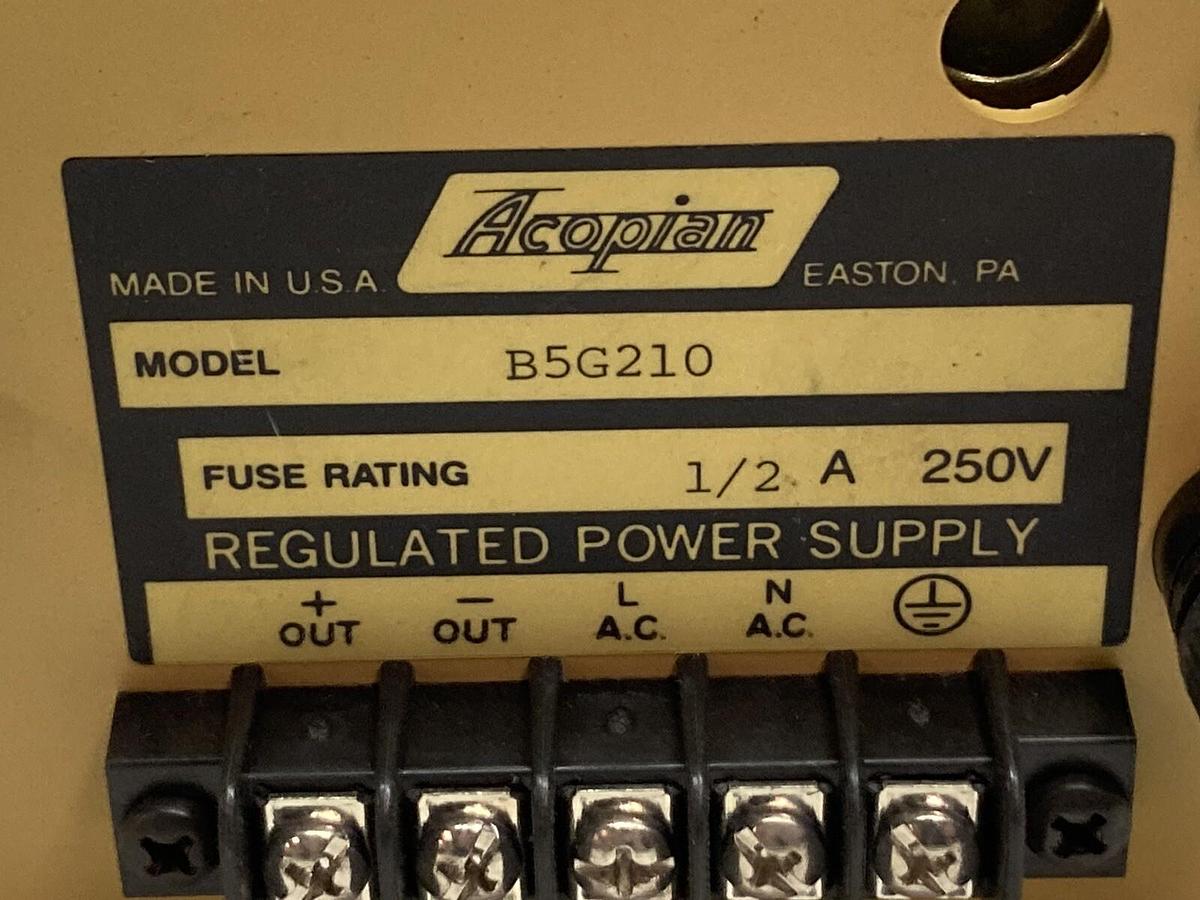 Acopian
MADE IN U.S.A. EASTON, PA
MODEL B5G210
FUSE RATING 1/2 A 250V
REGULATED POWER SUPPLY
+ − L N
OUT OUT A.C. A.C.